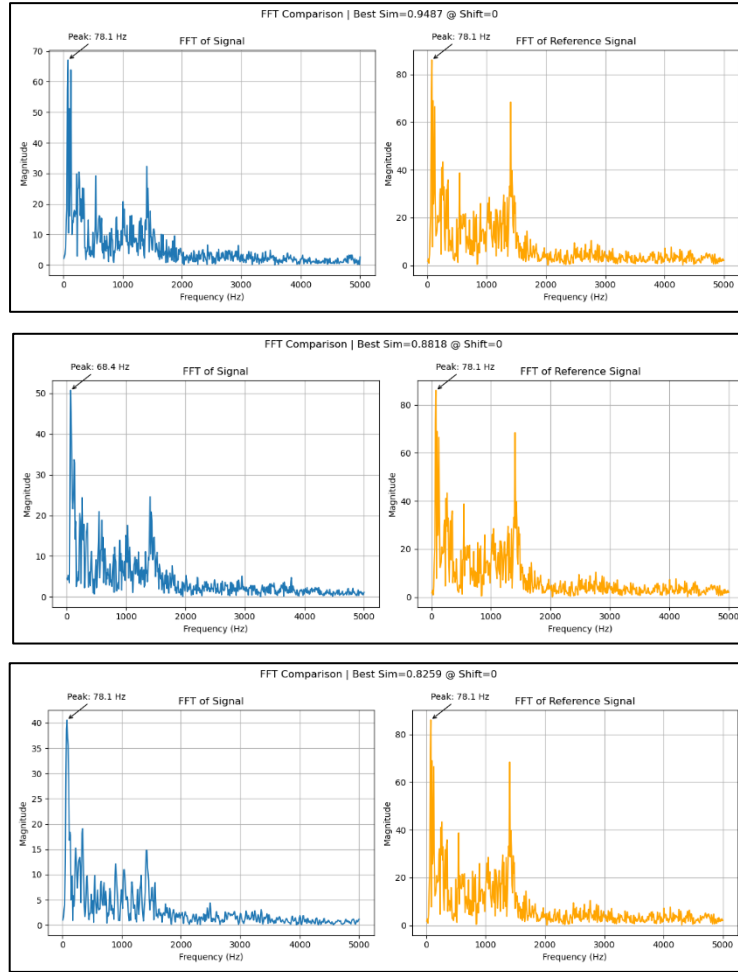 FFT Comparison | Best Sim=0.9487 @ Shift=0
Peak: 78.1 Hz
FFT of Signal
Magnitude
70
60
50
40
30
20
10
0
0 1000 2000 3000 4000 5000
Frequency (Hz)
Peak: 78.1 Hz
FFT of Reference Signal
Magnitude
80
60
40
20
0
0 1000 2000 3000 4000 5000
Frequency (Hz)
FFT Comparison | Best Sim=0.8818 @ Shift=0
Peak: 68.4 Hz
FFT of Signal
Magnitude
50
40
30
20
10
0
0 1000 2000 3000 4000 5000
Frequency (Hz)
Peak: 78.1 Hz
FFT of Reference Signal
Magnitude
80
60
40
20
0
0 1000 2000 3000 4000 5000
Frequency (Hz)
FFT Comparison | Best Sim=0.8259 @ Shift=0
Peak: 78.1 Hz
FFT of Signal
Magnitude
40
35
30
25
20
15
10
5
0
0 1000 2000 3000 4000 5000
Frequency (Hz)
Peak: 78.1 Hz
FFT of Reference Signal
Magnitude
80
60
40
20
0
0 1000 2000 3000 4000 5000
Frequency (Hz)